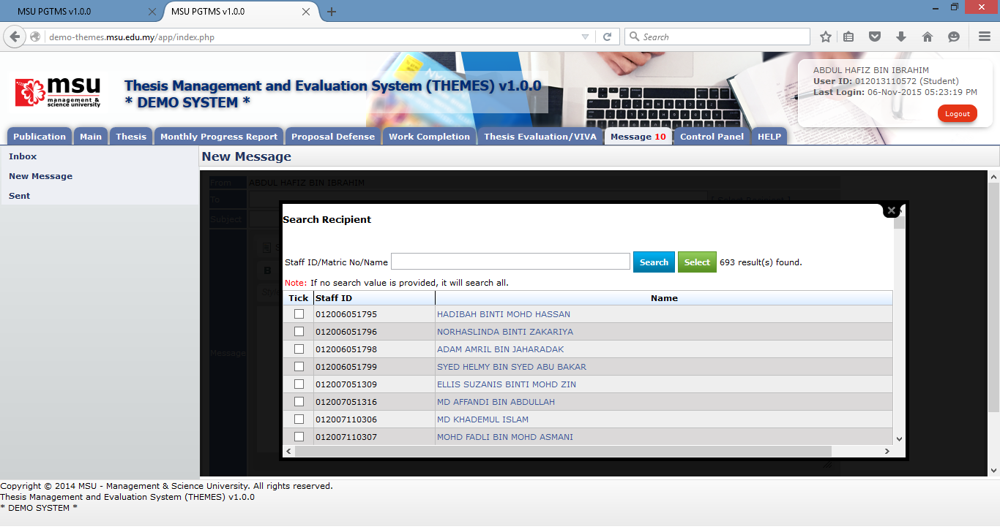 MSU PGTMS v1.0.0
MSU PGTMS v1.0.0
demo-themes.msu.edu.my/app/index.php
Search
msu
management &
science university
Thesis Management and Evaluation System (THEMES) v1.0.0
* DEMO SYSTEM *
ABDUL HAFIZ BIN IBRAHIM
User ID: 012013110572 (Student)
Last Login: 06-Nov-2015 05:23:19 PM
Logout
Publication Main Thesis Monthly Progress Report Proposal Defense Work Completion Thesis Evaluation/VIVA Message 10 Control Panel HELP
Inbox
New Message
Sent
New Message
From ABDUL HAFIZ BIN IBRAHIM
To
Subject
Message
B
Search Recipient
Staff ID/Matric No/Name Search Select 693 result(s) found.
Note: If no search value is provided, it will search all.
Tick Staff ID Name
012006051795 HADIBAH BINTI MOHD HASSAN
012006051796 NORHASLINDA BINTI ZAKARIYA
012006051798 ADAM AMRIL BIN JAHARADAK
012006051799 SYED HELMY BIN SYED ABU BAKAR
012007051309 ELLIS SUZANIS BINTI MOHD ZIN
012007051316 MD AFFANDI BIN ABDULLAH
012007110306 MD KHADEMUL ISLAM
012007110307 MOHD FADLI BIN MOHD ASMANI
Copyright © 2014 MSU - Management & Science University. All rights reserved.
Thesis Management and Evaluation System (THEMES) v1.0.0
* DEMO SYSTEM *